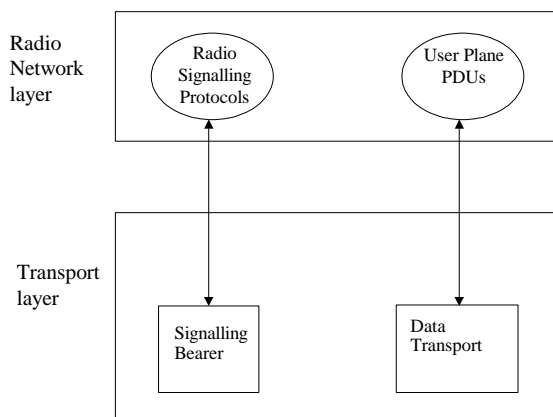 Radio
Network
layer
Radio
Signalling
Protocols
User Plane
PDUs
Transport
layer
Signalling
Bearer
Data
Transport